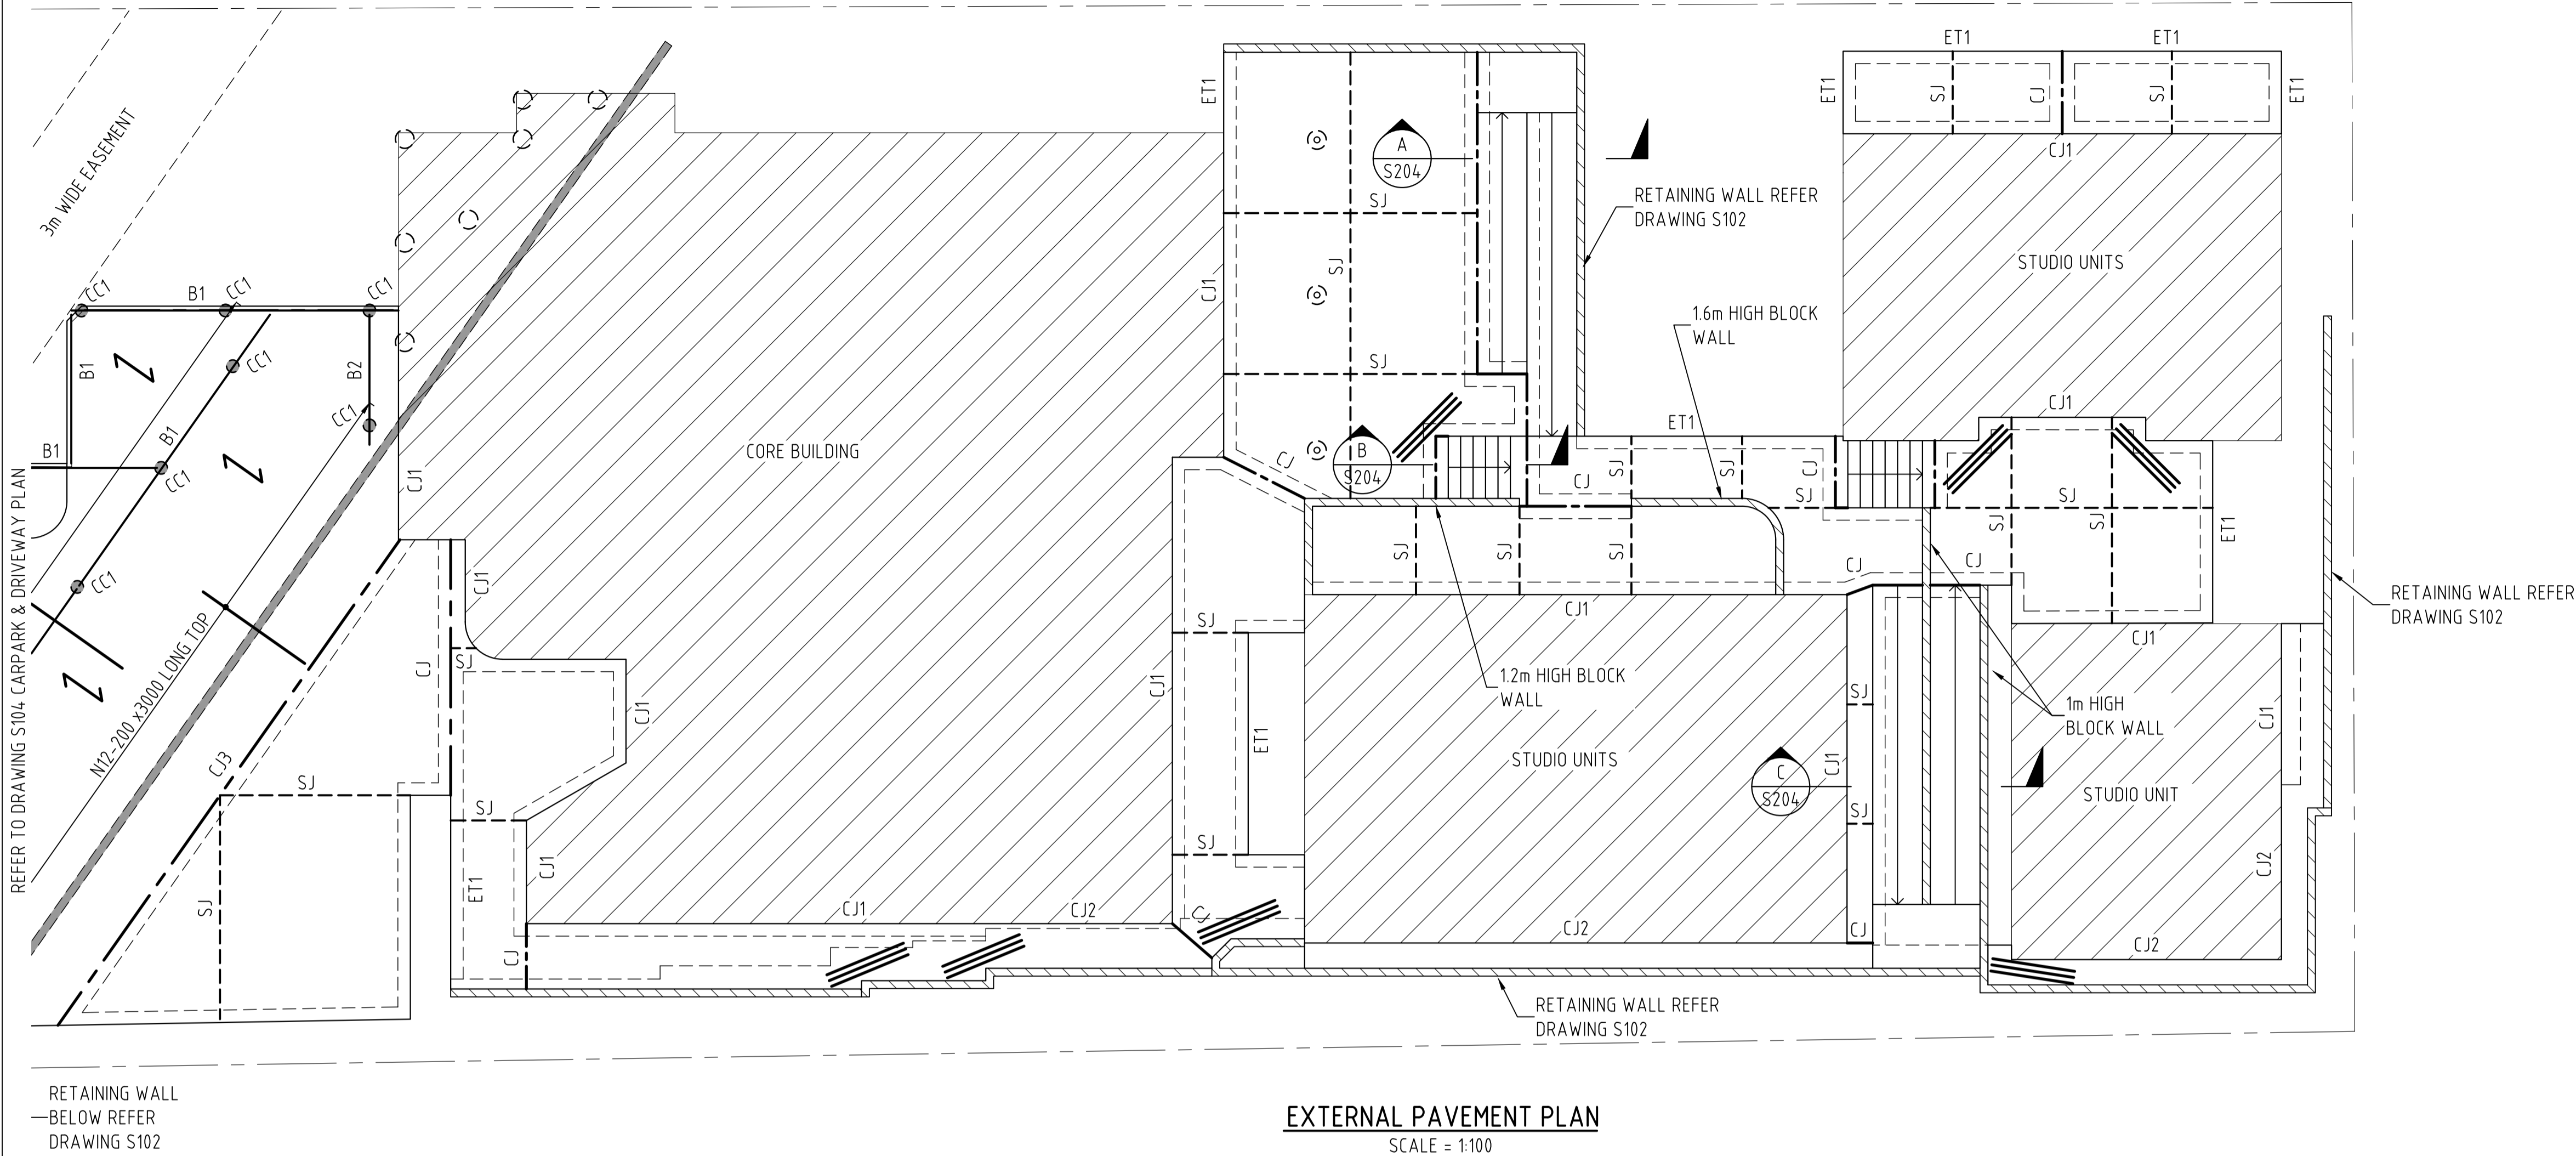 ET1
ET1
ET1
SJ
CJ
SJ
ET1
CJ1
3m WIDE EASEMENT
ET1
A
S204
SJ
RETAINING WALL REFER
DRAWING S102
STUDIO UNITS
CC1
B1
CC1
CC1
CJ1
SJ
SJ
1.6m HIGH BLOCK
WALL
B1
CC1
B2
CC1
B1
B1
CC1
CJ1
CORE BUILDING
B
S204
CJ
ET1
SJ
SJ
CJ
CJ
SJ
CJ1
SJ
SJ
ET1
REFER TO DRAWING S104 CARPARK & DRIVEWAY PLAN
CC1
CJ1
SJ
SJ
SJ
CJ
CJ
CJ1
CJ1
RETAINING WALL REFER
DRAWING S102
N12-200 x3000 LONG TOP
CJ
SJ
SJ
CJ1
CJ1
1.2m HIGH BLOCK
WALL
SJ
1m HIGH
BLOCK WALL
CJ1
ET1
STUDIO UNITS
CJ1
C
S204
STUDIO UNIT
CJ3
SJ
SJ
SJ
SJ
CJ1
ET1
SJ
CJ2
CJ1
CJ2
CJ
CJ
CJ2
CJ
CJ2
RETAINING WALL REFER
DRAWING S102
RETAINING WALL
BELOW REFER
DRAWING S102
EXTERNAL PAVEMENT PLAN
SCALE = 1:100